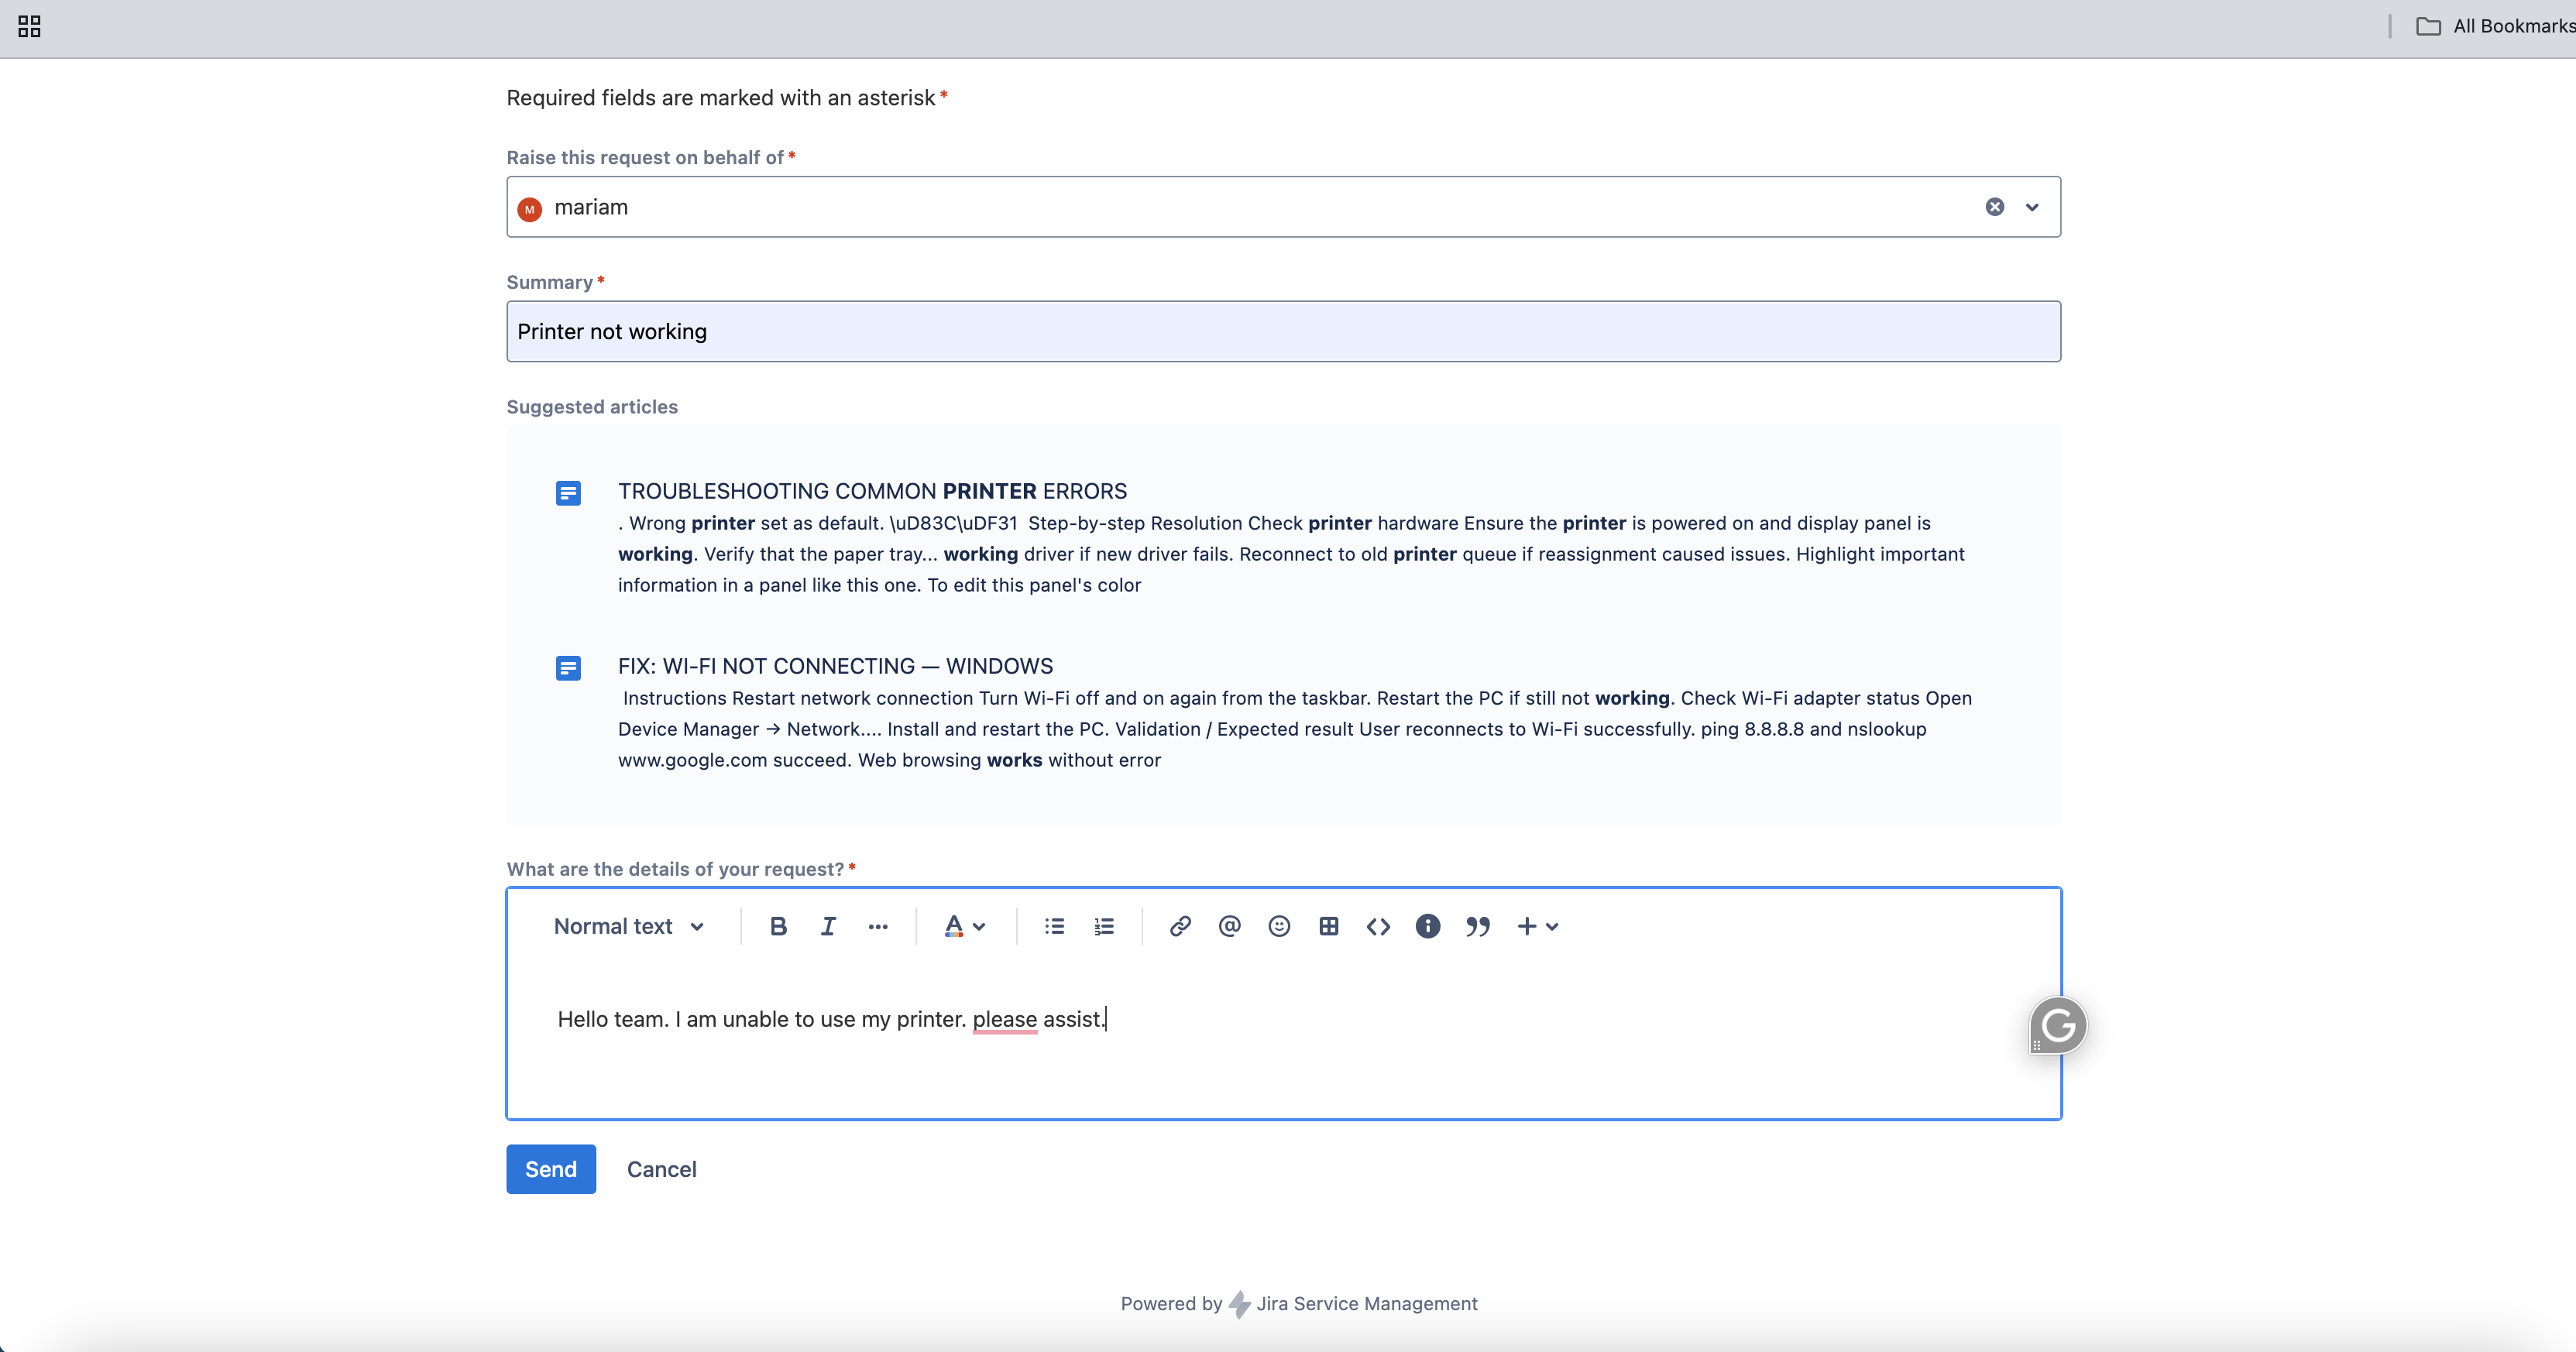 All Bookmarks
Required fields are marked with an asterisk*
Raise this request on behalf of*
M mariam
Summary*
Printer not working
Suggested articles
TROUBLESHOOTING COMMON PRINTER ERRORS
. Wrong printer set as default. \uD83C\uDF31 Step-by-step Resolution Check printer hardware Ensure the printer is powered on and display panel is
working. Verify that the paper tray... working driver if new driver fails. Reconnect to old printer queue if reassignment caused issues. Highlight important
information in a panel like this one. To edit this panel's color
FIX: WI-FI NOT CONNECTING — WINDOWS
Instructions Restart network connection Turn Wi-Fi off and on again from the taskbar. Restart the PC if still not working. Check Wi-Fi adapter status Open
Device Manager → Network.... Install and restart the PC. Validation / Expected result User reconnects to Wi-Fi successfully. ping 8.8.8.8 and nslookup
www.google.com succeed. Web browsing works without error
What are the details of your request?*
Normal text B I ... A @ <> i ” +
Hello team. I am unable to use my printer. please assist.
G
Send Cancel
Powered by Jira Service Management